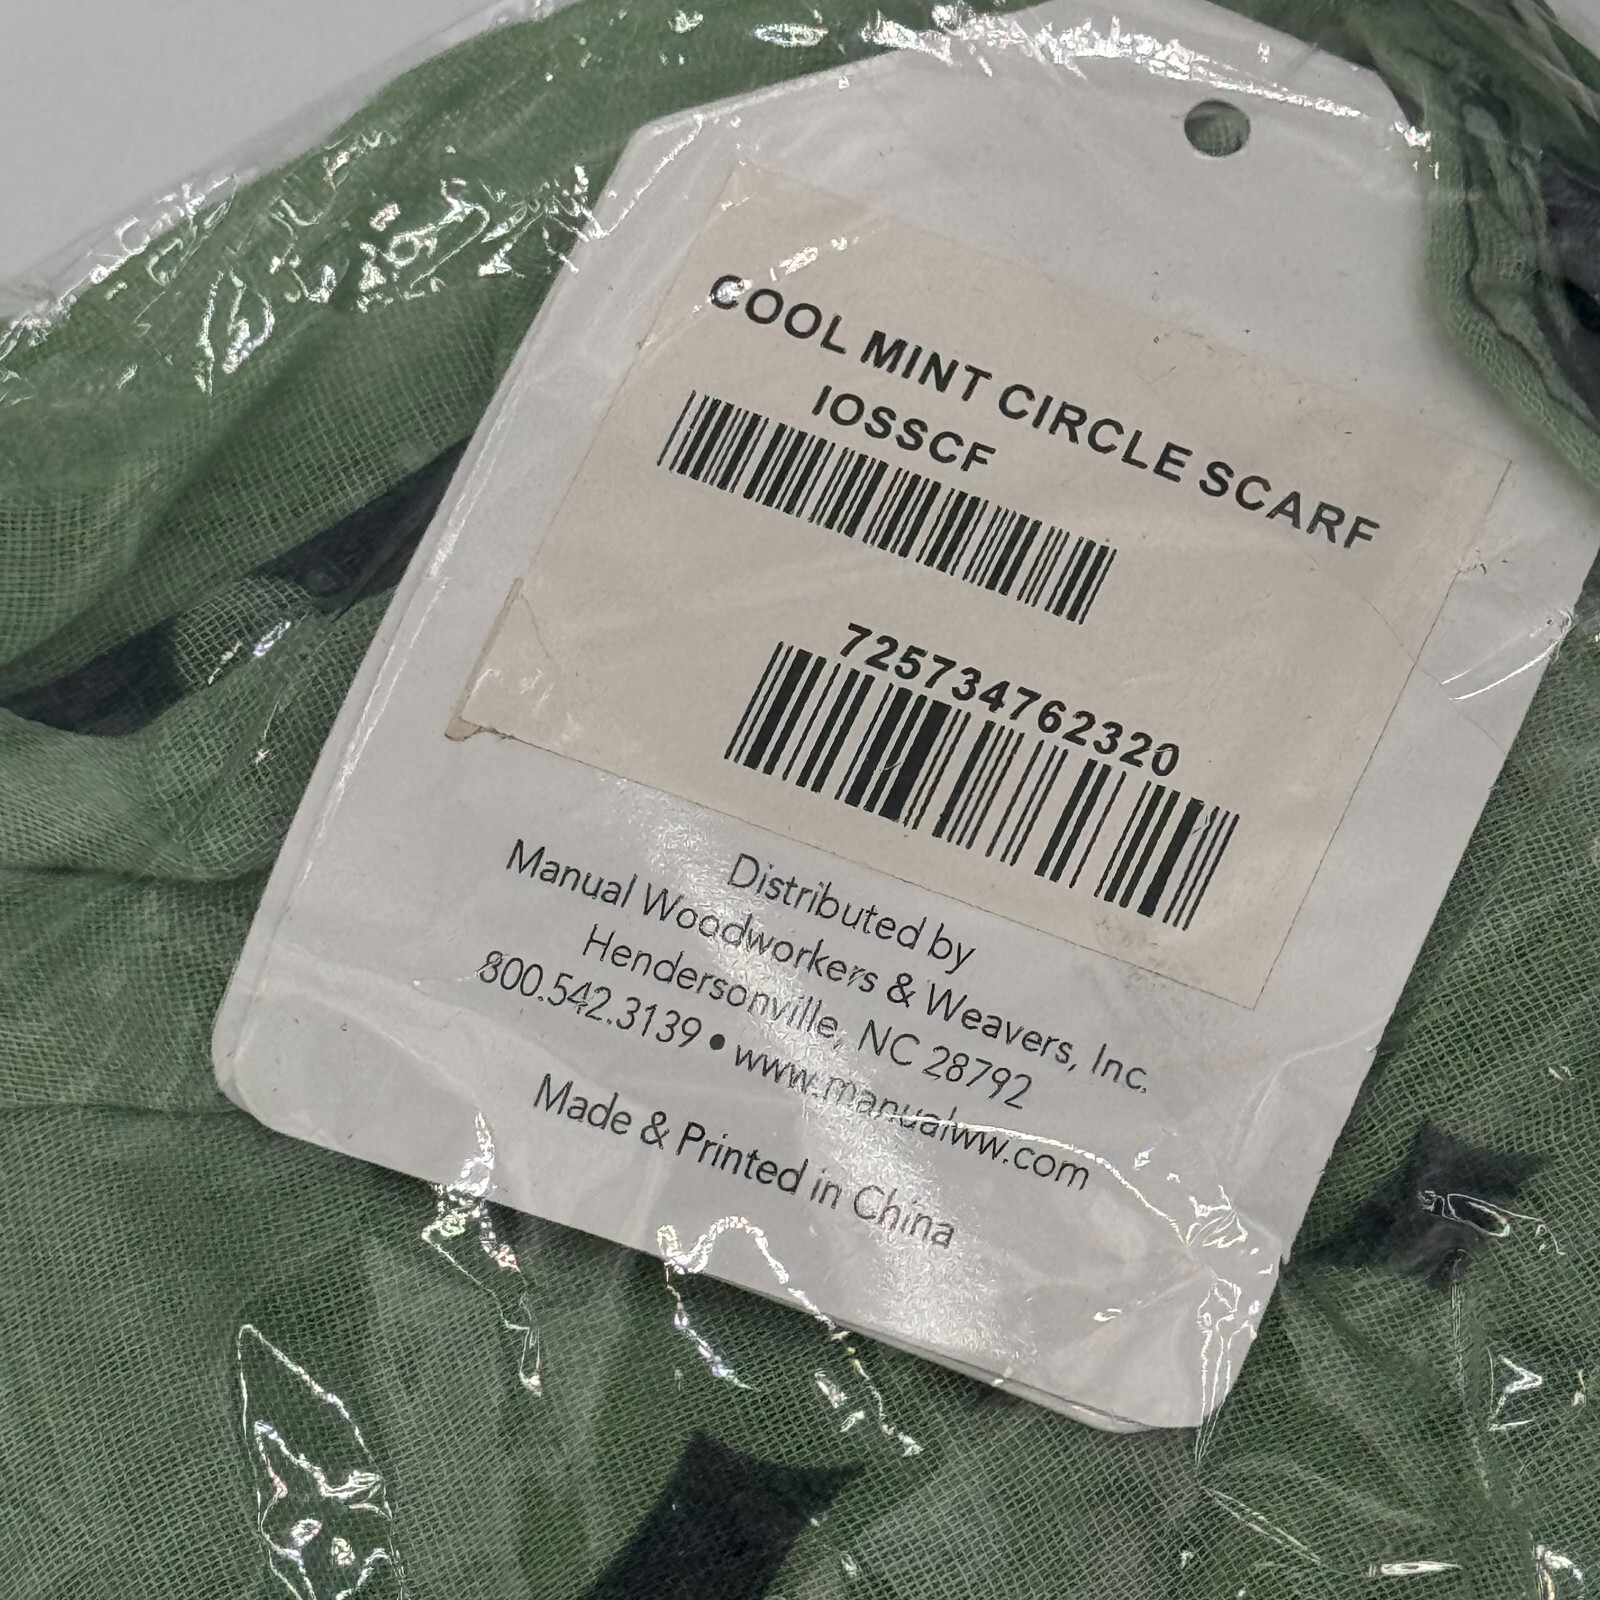 COOL MINT CIRCLE SCARF
IOSSCF
725734762320
Distributed by
Manual Woodworkers & Weavers, Inc.
Hendersonville, NC 28792
800.542.3139 • www.manualww.com
Made & Printed in China